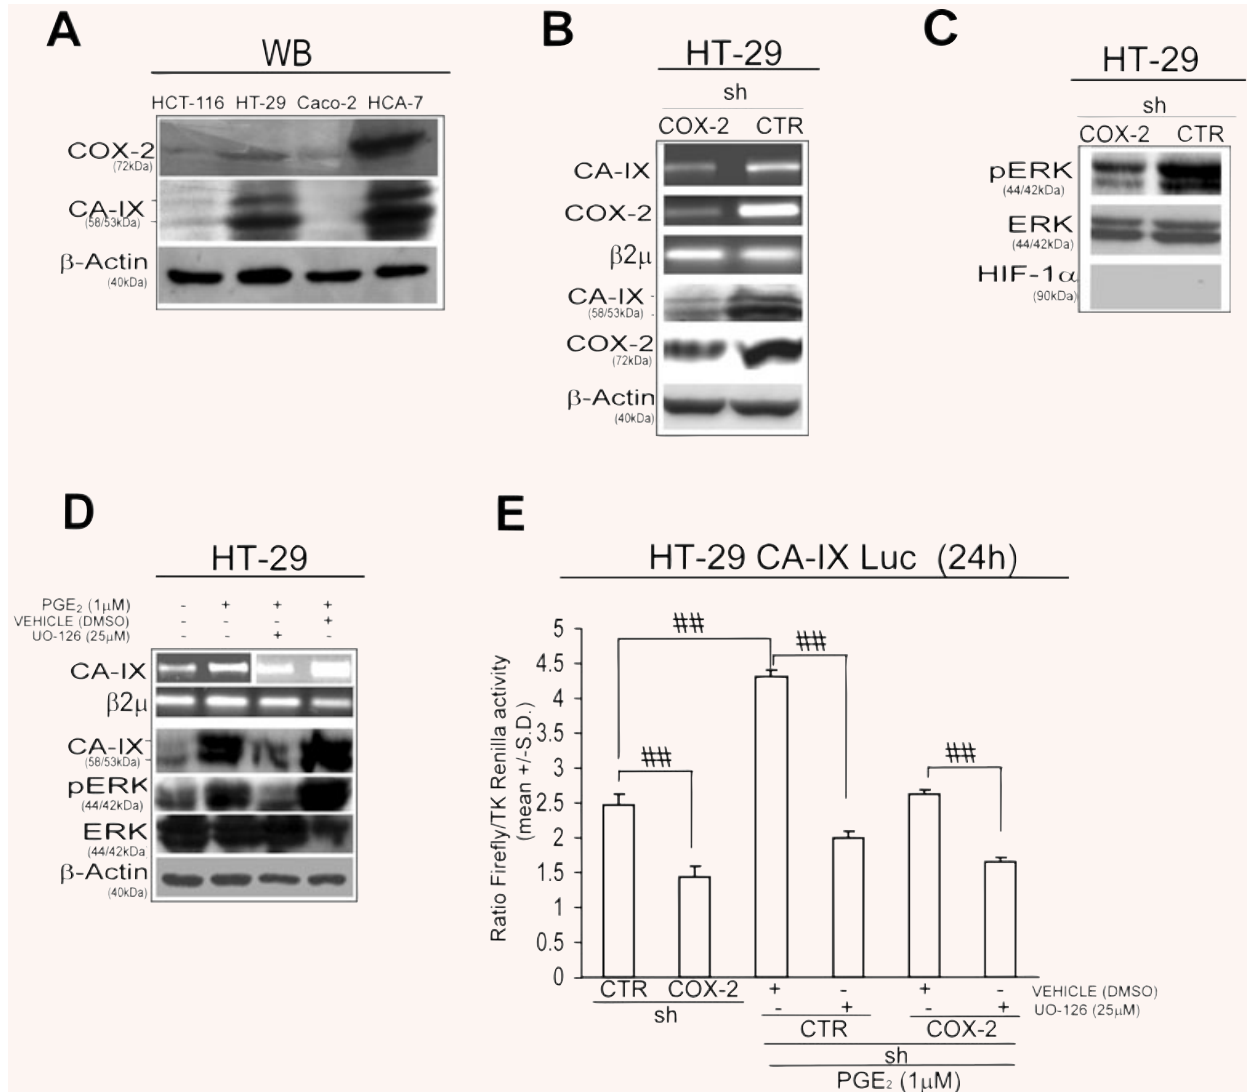 A
WB
HCT-116 HT-29 Caco-2 HCA-7
COX-2
(72kDa)
CA-IX
(58/53kDa)
β-Actin
(40kDa)
B
HT-29
sh
COX-2 CTR
CA-IX
COX-2
β2μ
CA-IX
(58/53kDa)
COX-2
(72kDa)
β-Actin
(40kDa)
C
HT-29
sh
COX-2 CTR
pERK
(44/42kDa)
ERK
(44/42kDa)
HIF-1α
(90kDa)
D
HT-29
PGE₂ (1μM) - + + +
VEHICLE (DMSO) - - - +
UO-126 (25μM) - - + -
CA-IX
β2μ
CA-IX
(58/53kDa)
pERK
(44/42kDa)
ERK
(44/42kDa
β-Actin
(40kDa)
E
HT-29 CA-IX Luc (24h)
Ratio Firefly/TK Renilla activity
(mean +/-S.D.)
5
4.5
4
3.5
3
2.5
2
1.5
1
0.5
0
##
##
##
##
CTR COX-2
sh
+ - + - VEHICLE (DMSO)
- + - + UO-126 (25μM)
CTR COX-2
sh
PGE₂ (1μM)